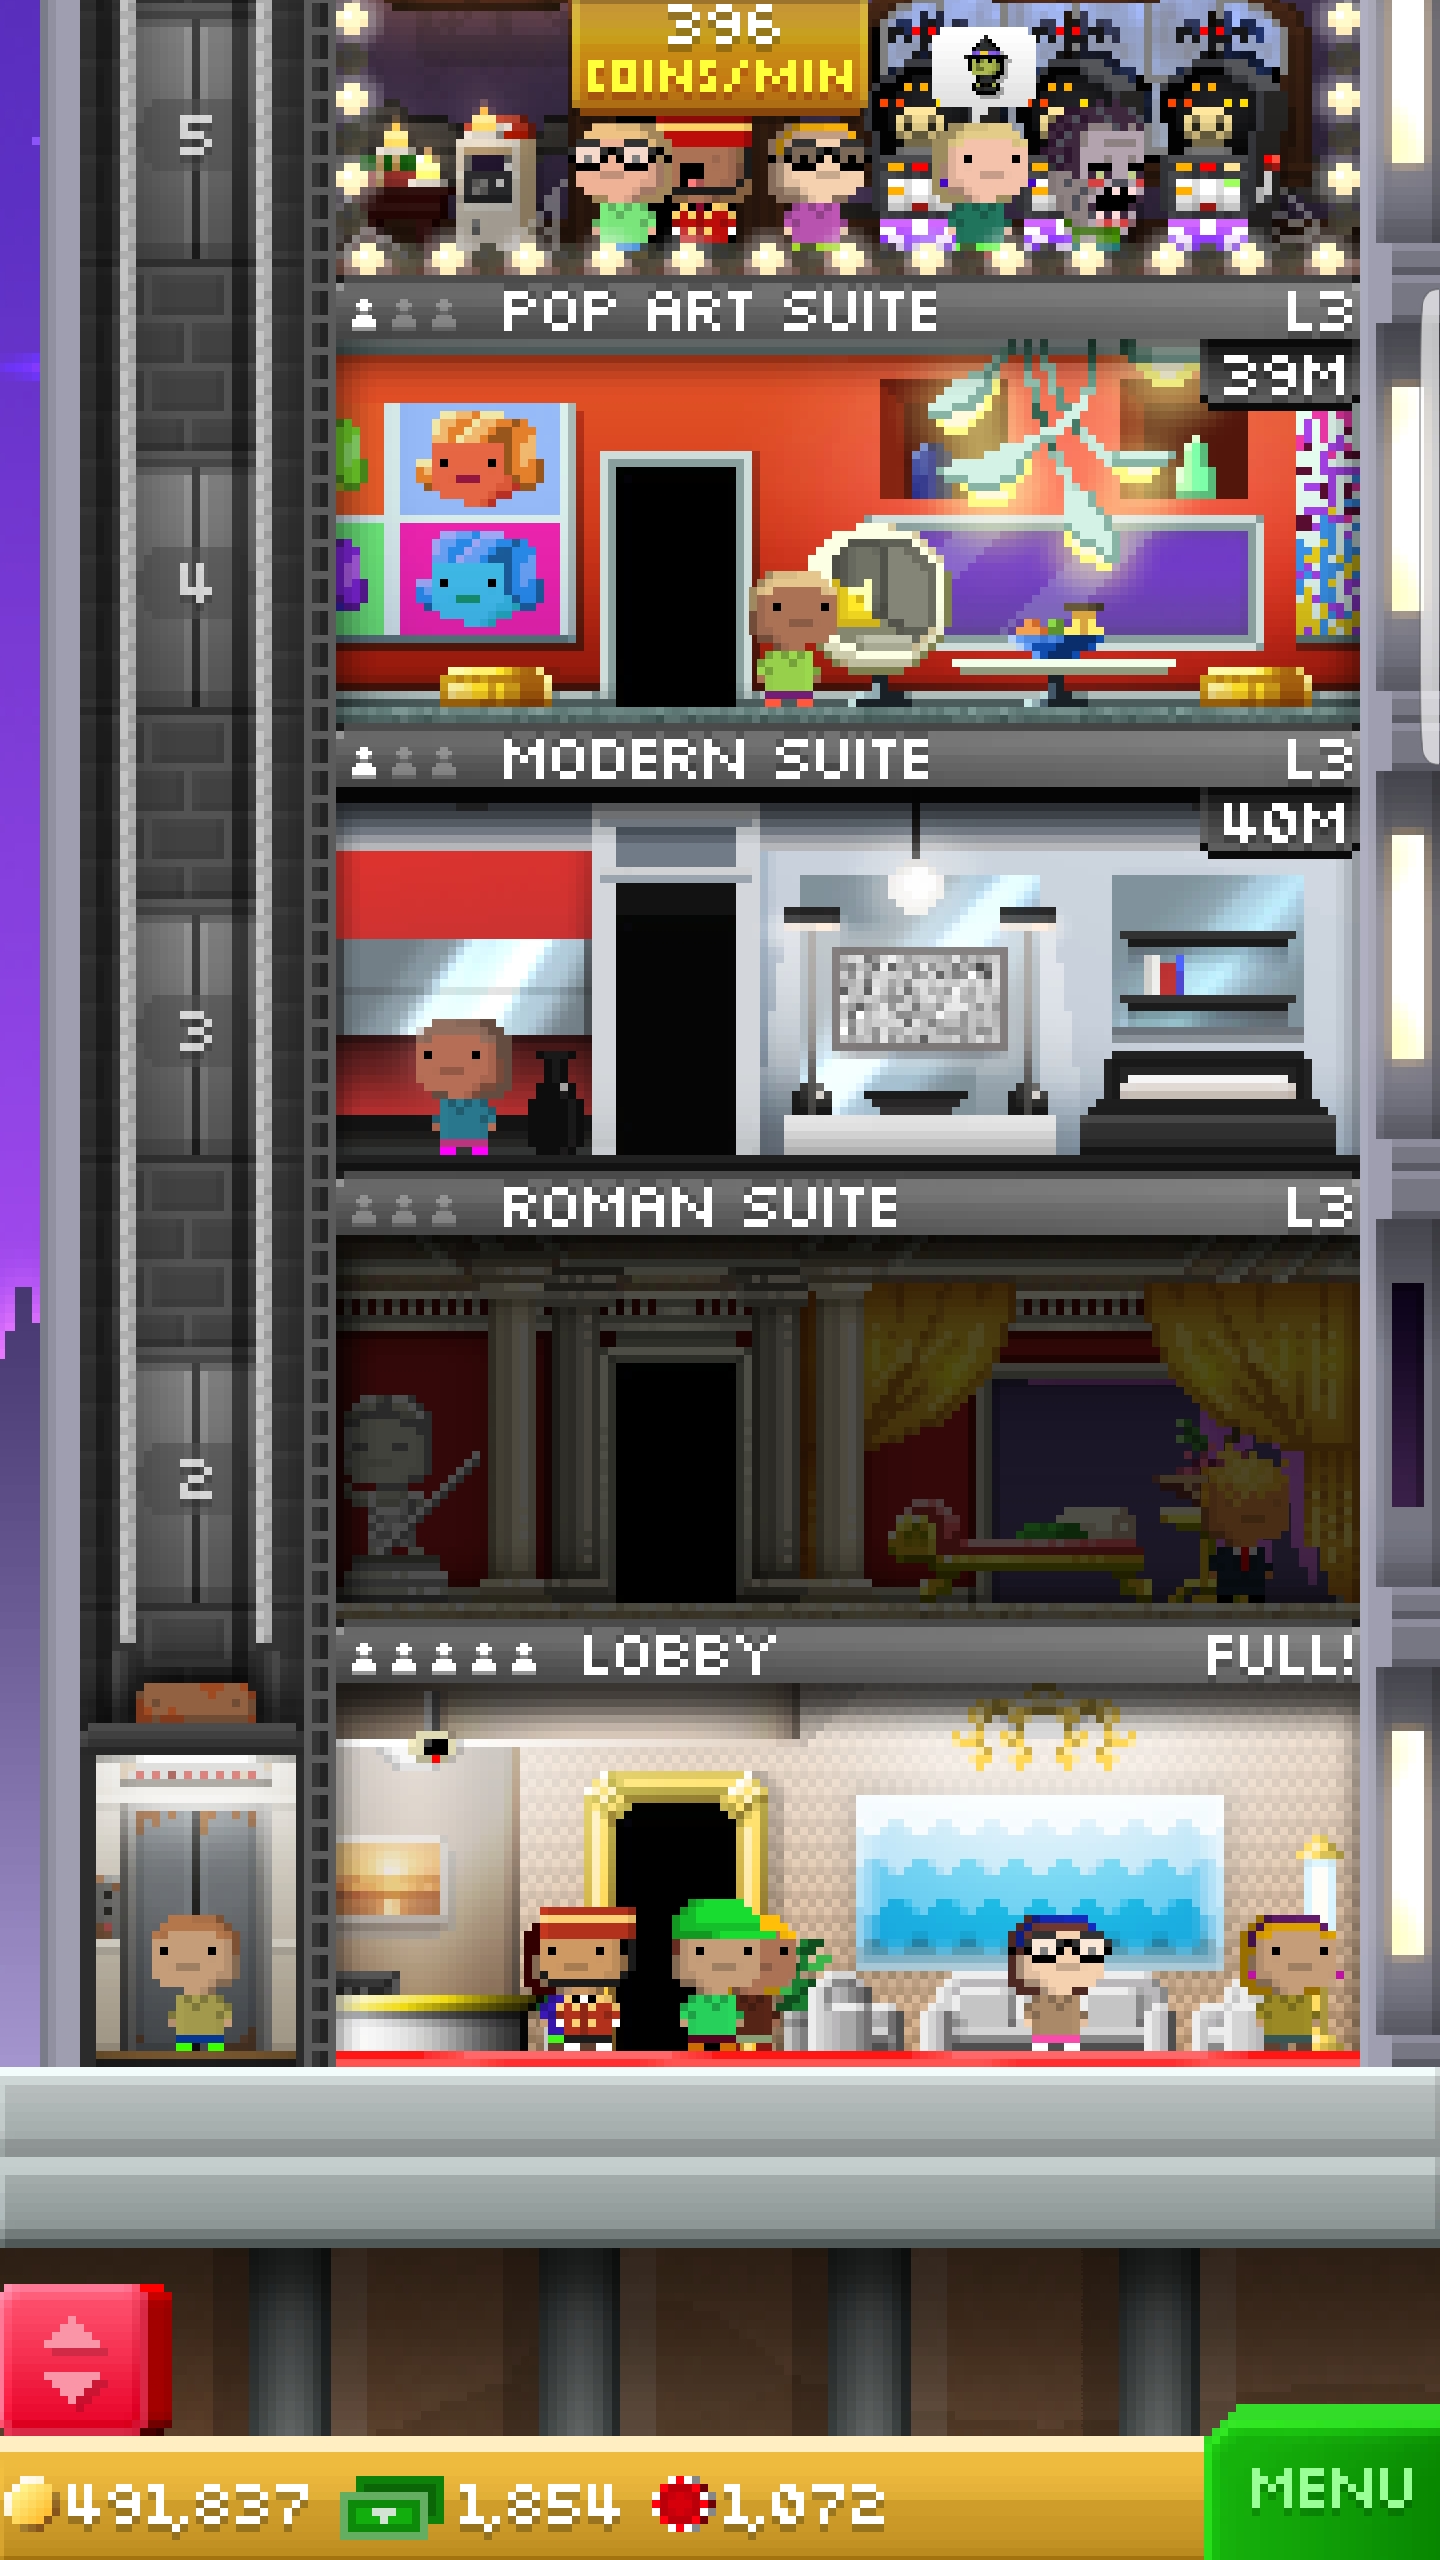 396
COINS/MIN
5
POP ART SUITE L3
39M
4
MODERN SUITE L3
40M
3
ROMAN SUITE L3
2
LOBBY FULL!
491,837 1,854 1,072
MENU